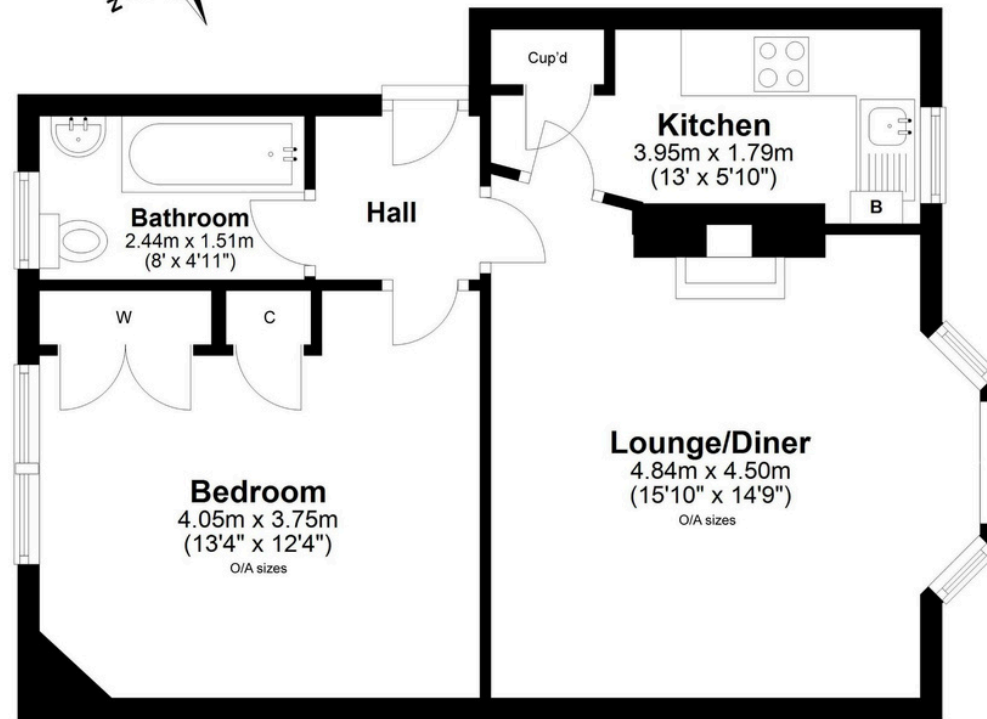 N
Cup'd
Kitchen
3.95m x 1.79m
(13' x 5'10")
B
Bathroom
2.44m x 1.51m
(8' x 4'11")
Hall
W
C
Lounge/Diner
4.84m x 4.50m
(15'10" x 14'9")
O/A sizes
Bedroom
4.05m x 3.75m
(13'4" x 12'4")
O/A sizes